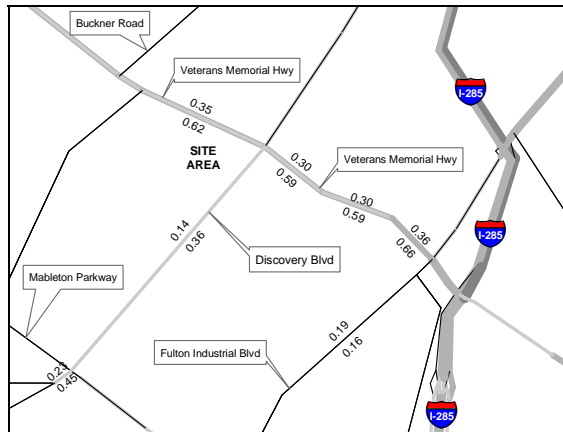 Buckner Road
Veterans Memorial Hwy
I-285
0.35
0.62
SITE
AREA
0.30
0.59
Veterans Memorial Hwy
0.30
0.59
0.36
0.66
I-285
0.14
0.36
Discovery Blvd
Mableton Parkway
0.19
0.16
Fulton Industrial Blvd
0.23
0.45
I-285